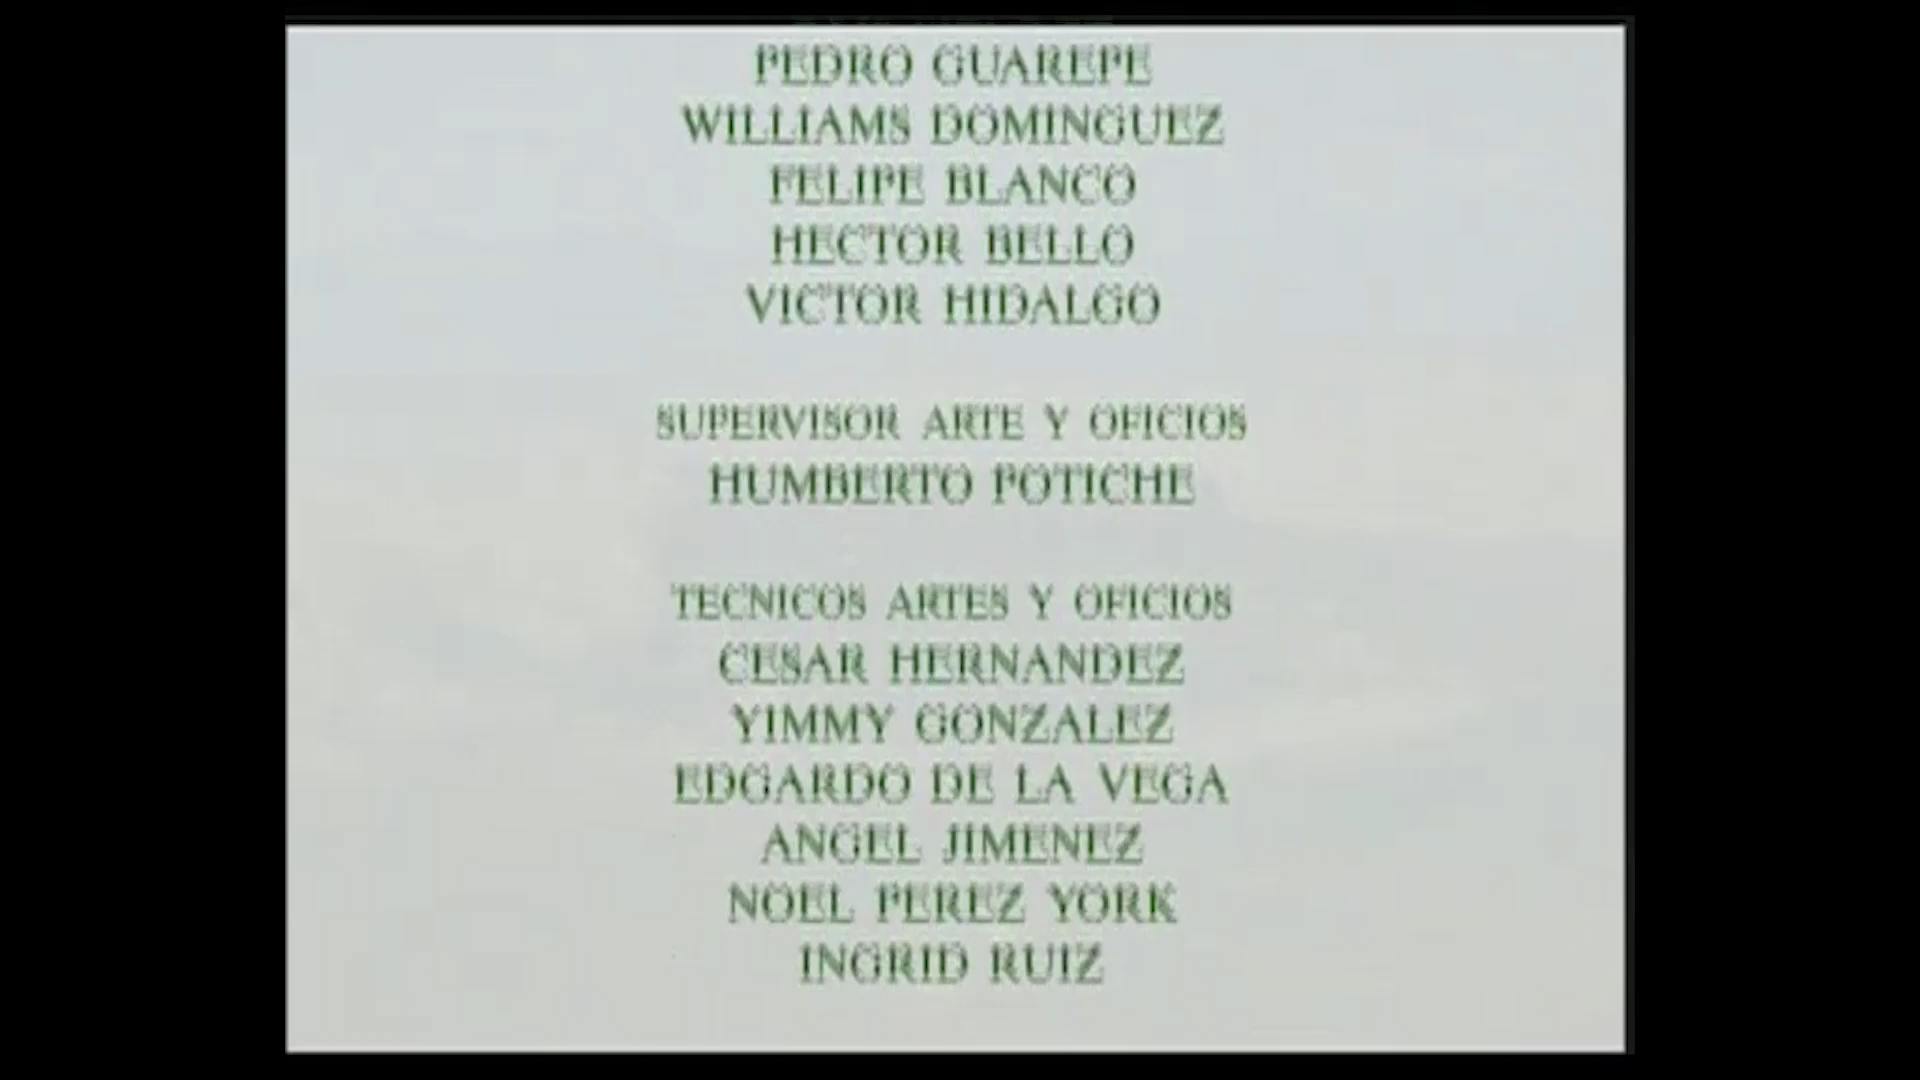 PEDRO GUAREPE
WILLIAMS DOMINGUEZ
FELIPE BLANCO
HECTOR BELLO
VICTOR HIDALGO
SUPERVISOR ARTE Y OFICIOS
HUMBERTO POTICHE
TECNICOS ARTES Y OFICIOS
CESAR HERNANDEZ
YIMMY GONZALEZ
EDGARDO DE LA VEGA
ANGEL JIMENEZ
NOEL PEREZ YORK
INGRID RUIZ